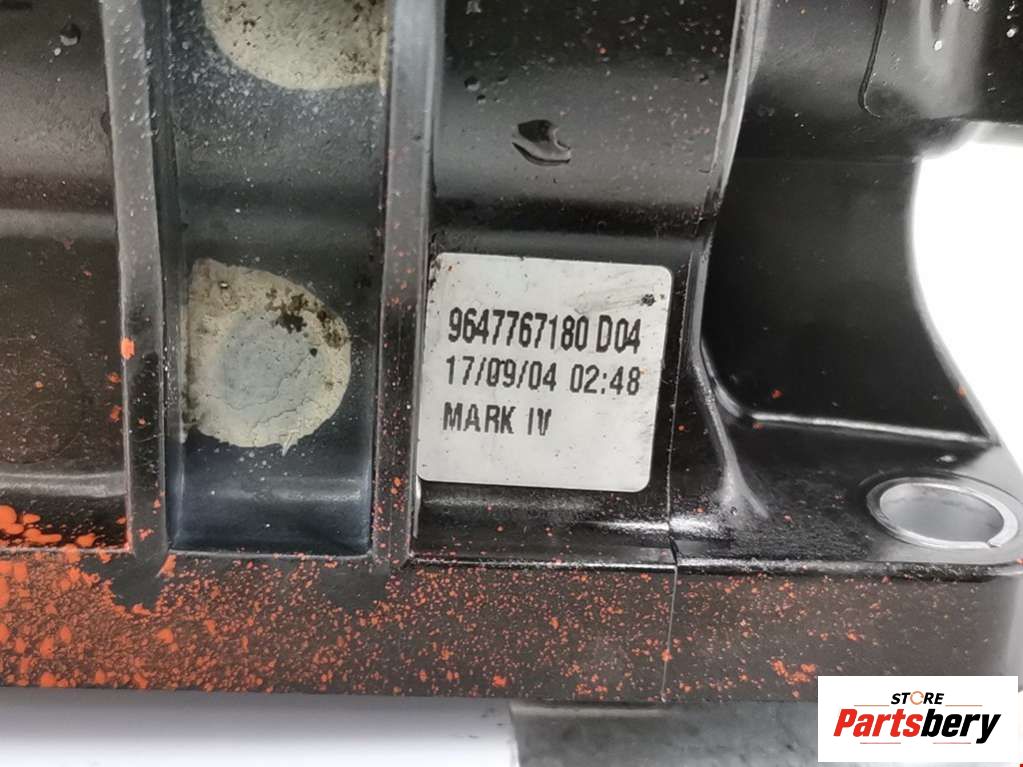 9647767180 D04
17/09/04 02:48
MARK IV
STORE
Partsbery